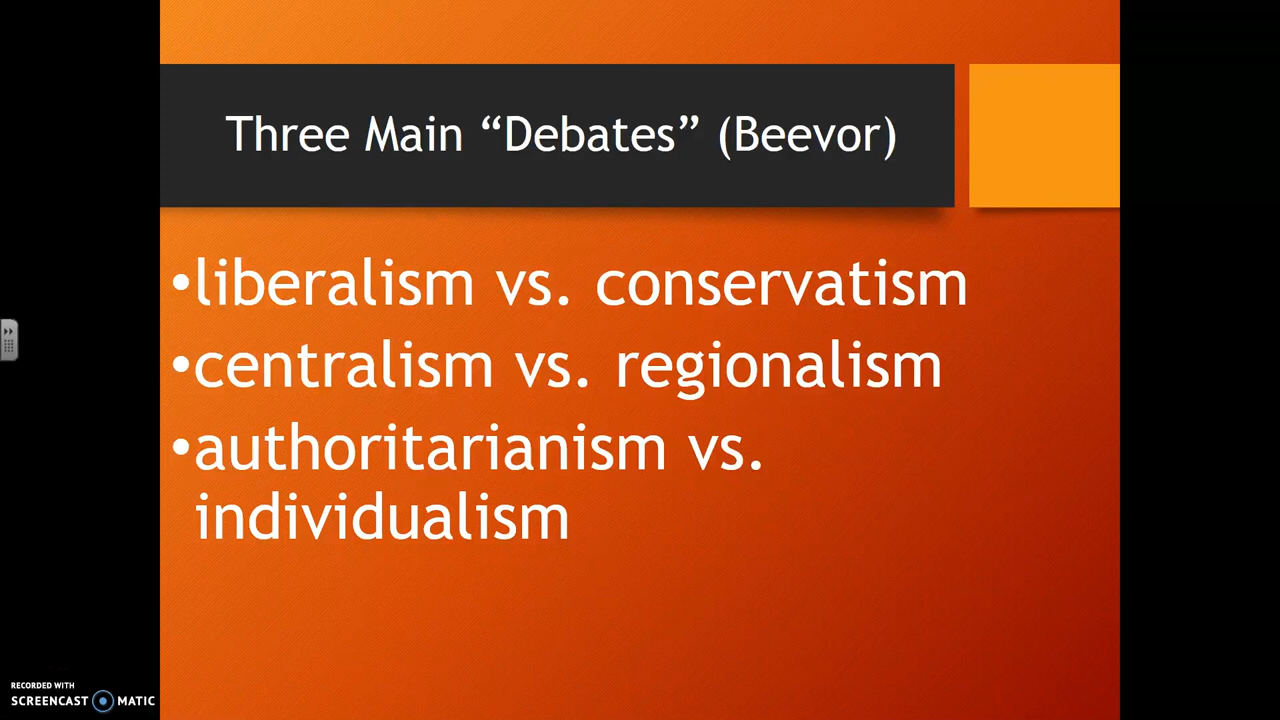 Three Main “Debates” (Beevor)
•liberalism vs. conservatism
•centralism vs. regionalism
•authoritarianism vs.
individualism
RECORDED WITH
SCREENCAST MATIC